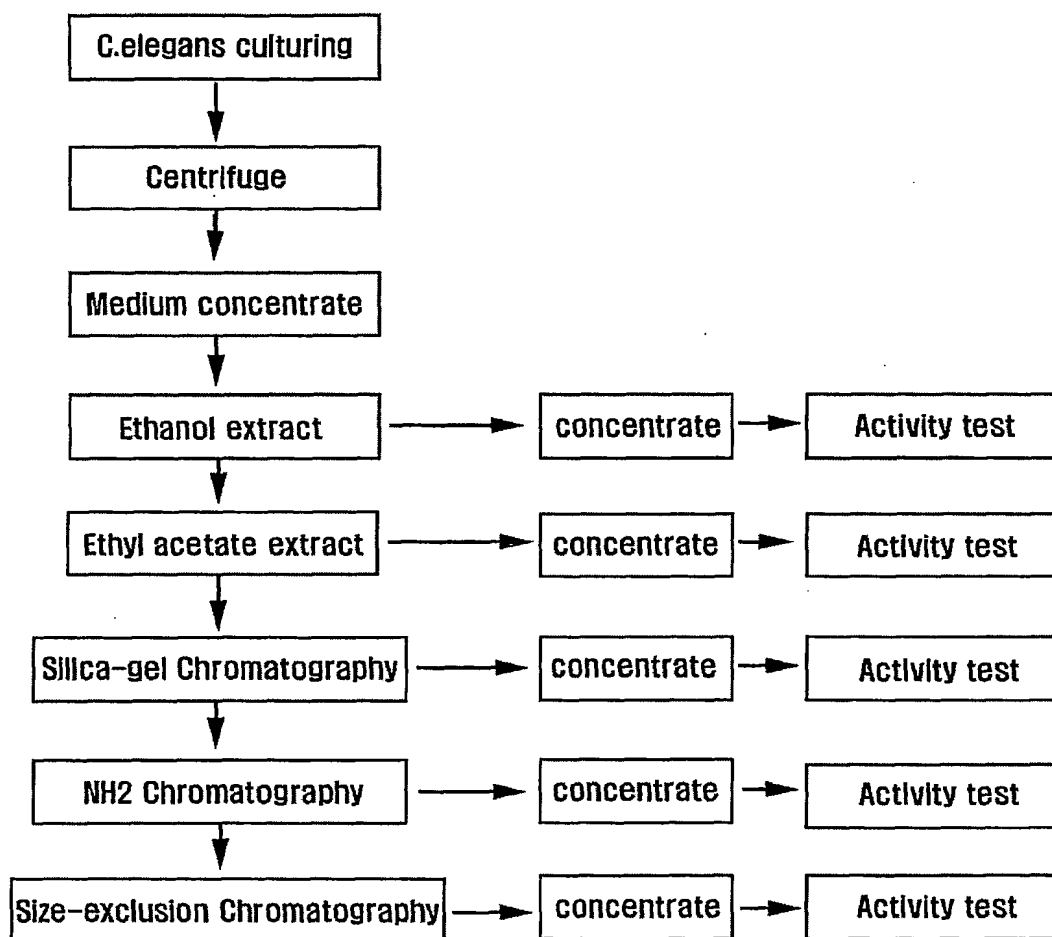 C.elegans culturing
Centrifuge
Medium concentrate
Ethanol extract
concentrate
Activity test
Ethyl acetate extract
concentrate
Activity test
Silica-gel Chromatography
concentrate
Activity test
NH2 Chromatography
concentrate
Activity test
Size-exclusion Chromatography
concentrate
Activity test